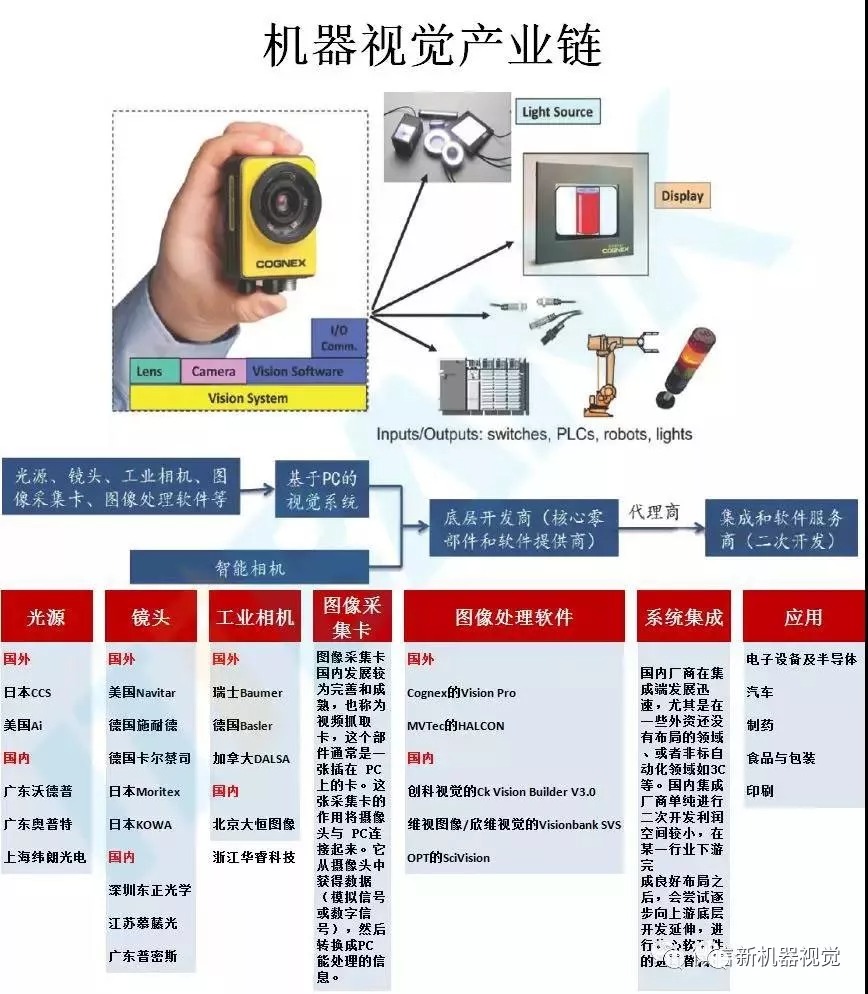 机器视觉产业链
Light Source
Display
COGNEX
COGNEX
I/O
Comm.
Lens
Camera
Vision Software
Vision System
Inputs/Outputs: switches, PLCs, robots, lights
光源、镜头、工业相机、图
像采集卡、图像处理软件等
基于PC的
视觉系统
智能相机
底层开发商（核心零
部件和软件提供商）
代理商
集成和软件服务
商（二次开发）
光源
国外
日本CCS
美国Ai
国内
广东沃德普
广东奥普特
上海纬朗光电
镜头
国外
美国Navitar
德国施耐德
德国卡尔蔡司
日本Moritex
日本KOWA
国内
深圳东正光学
江苏慕藤光
广东普密斯
工业相机
国外
瑞士Baumer
德国Basler
加拿大DALSA
国内
北京大恒图像
浙江华睿科技
图像采
集卡
图像采集卡
国内发展较
为完善和成
熟，也称为
视频抓取
卡，这个部
件通常是一
张插在 PC
上的卡。这
张采集卡的
作用将摄像
头与 PC连
接起来。它
从摄像头中
获得数据
（模拟信号
或数字信
号），然后
转换成PC
能处理的信
息。
图像处理软件
国外
Cognex的Vision Pro
MVTec的HALCON
国内
创科视觉的Ck Vision Builder V3.0
维视图像/欣维视觉的Visionbank SVS
OPT的SciVision
系统集成
国内厂商在集
成端发展迅
速，尤其是在
一些外资还没
有布局的领域
、或者非标自
动化领域如3C
等。国内集成
厂商单纯进行
二次开发利润
空间较小，在
某一行业下游
完
成良好布局之
后，会尝试逐
步向上游底层
开发延伸，进
行
的
应用
电子设备及半导体
汽车
制药
食品与包装
印刷
新机器视觉